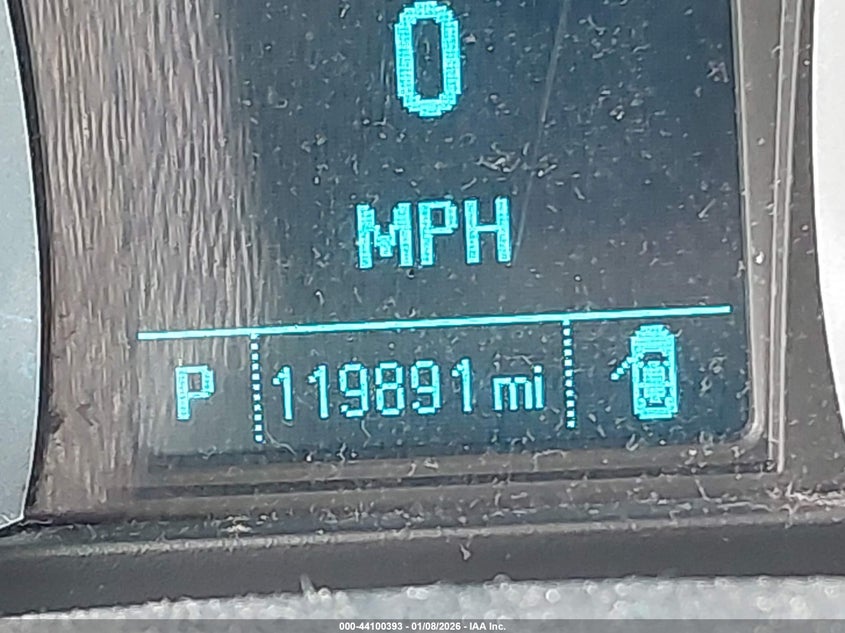 0
MPH
P 119891 mi
000-44100393 - 01/08/2026 - IAA Inc.